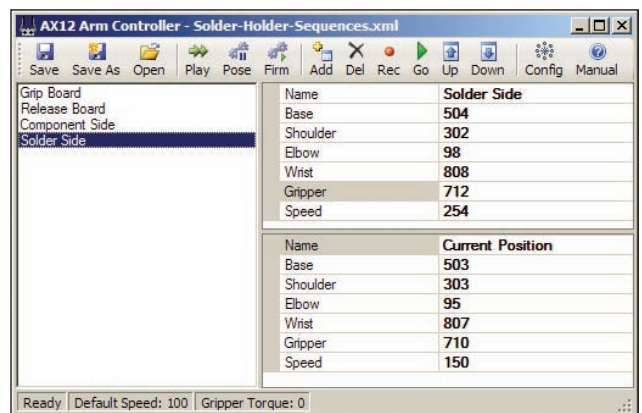 AX12 Arm Controller - Solder-Holder-Sequences.xml
Save Save As Open Play Pose Firm Add Del Rec Go Up Down Config Manual
Grip Board
Release Board
Component Side
Solder Side
Name Solder Side
Base 504
Shoulder 302
Elbow 98
Wrist 808
Gripper 712
Speed 254
Name Current Position
Base 503
Shoulder 303
Elbow 95
Wrist 807
Gripper 710
Speed 150
Ready Default Speed: 100 Gripper Torque: 0